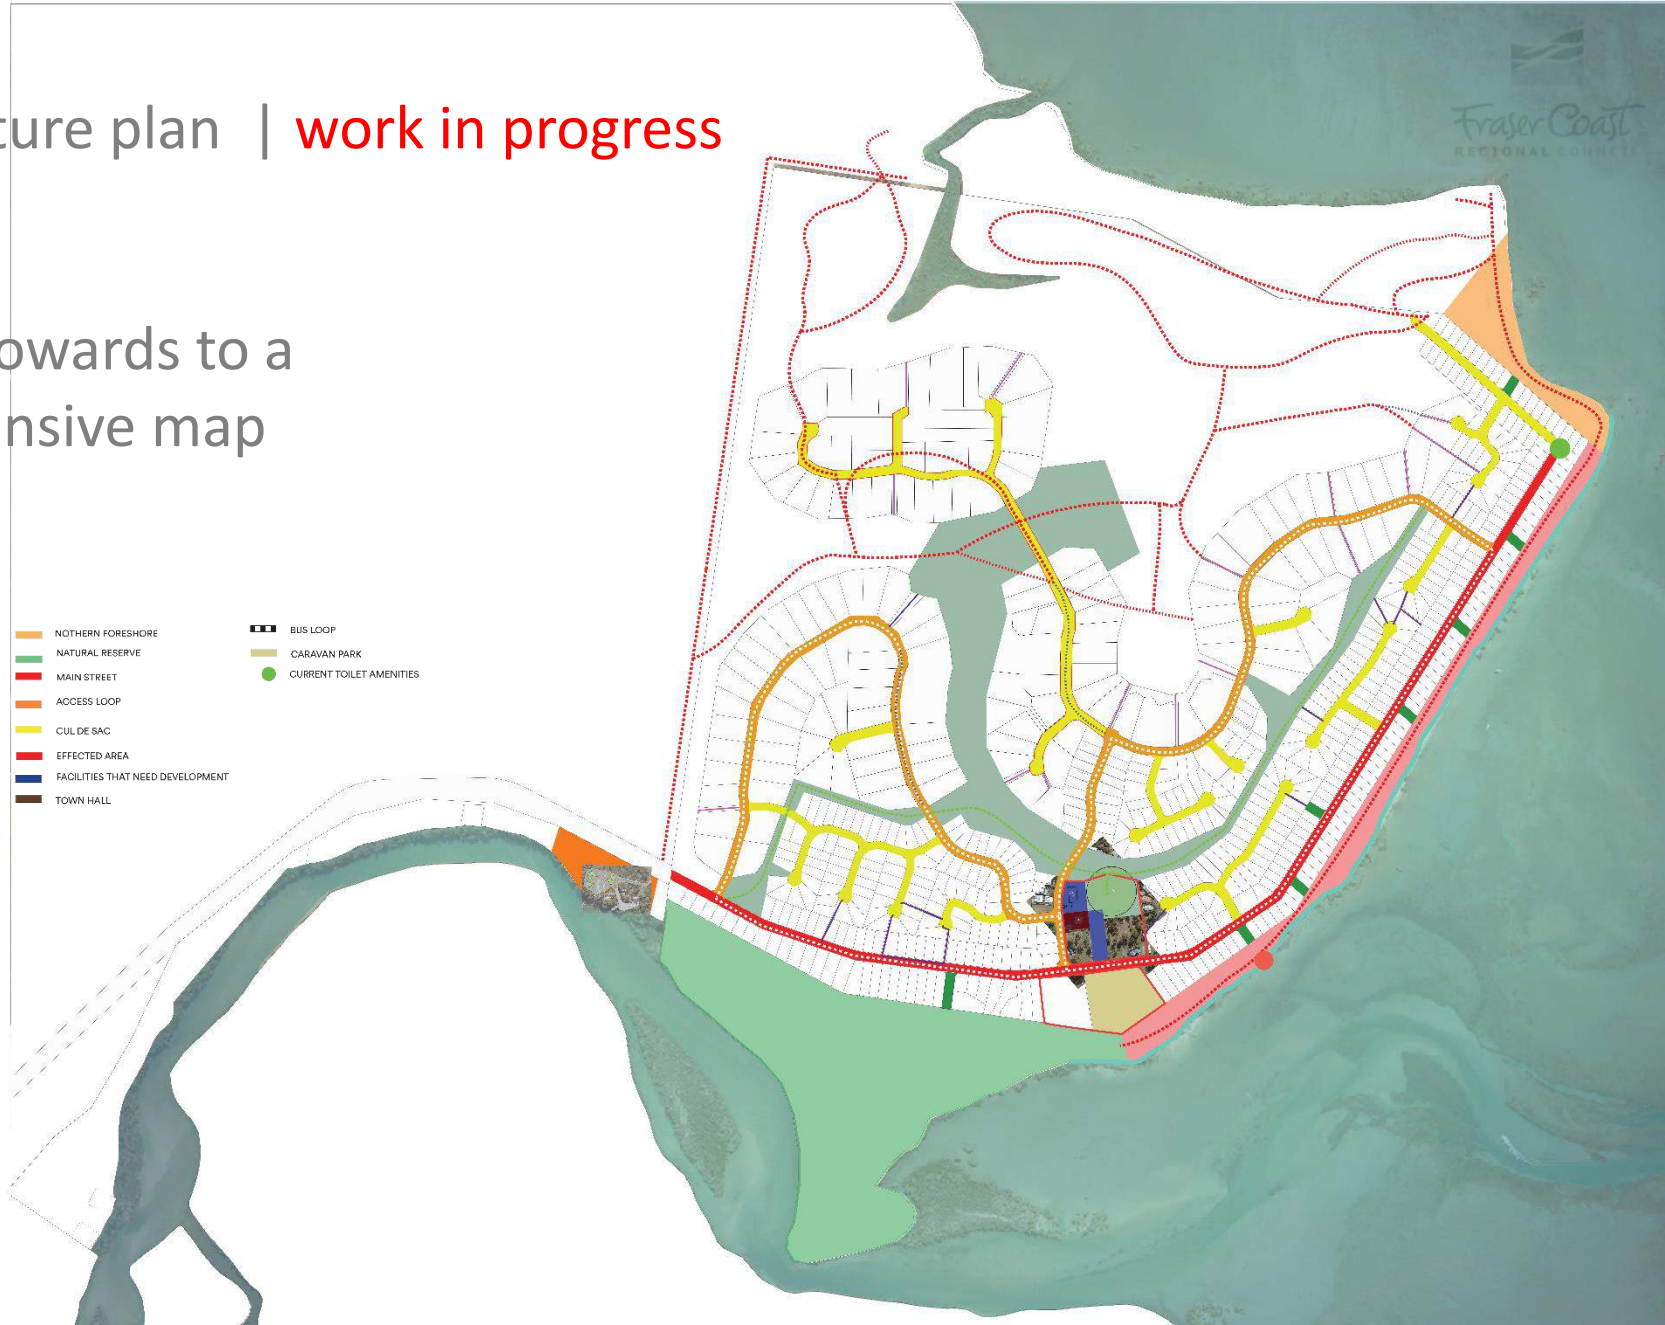 ture plan | work in progress
Fraser Coast
REGIONAL COUNCIL
owards to a
nsive map
NOTHERN FORESHORE
NATURAL RESERVE
MAIN STREET
ACCESS LOOP
CUL DE SAC
EFFECTED AREA
FACILITIES THAT NEED DEVELOPMENT
TOWN HALL
BUS LOOP
CARAVAN PARK
CURRENT TOILET AMENITIES